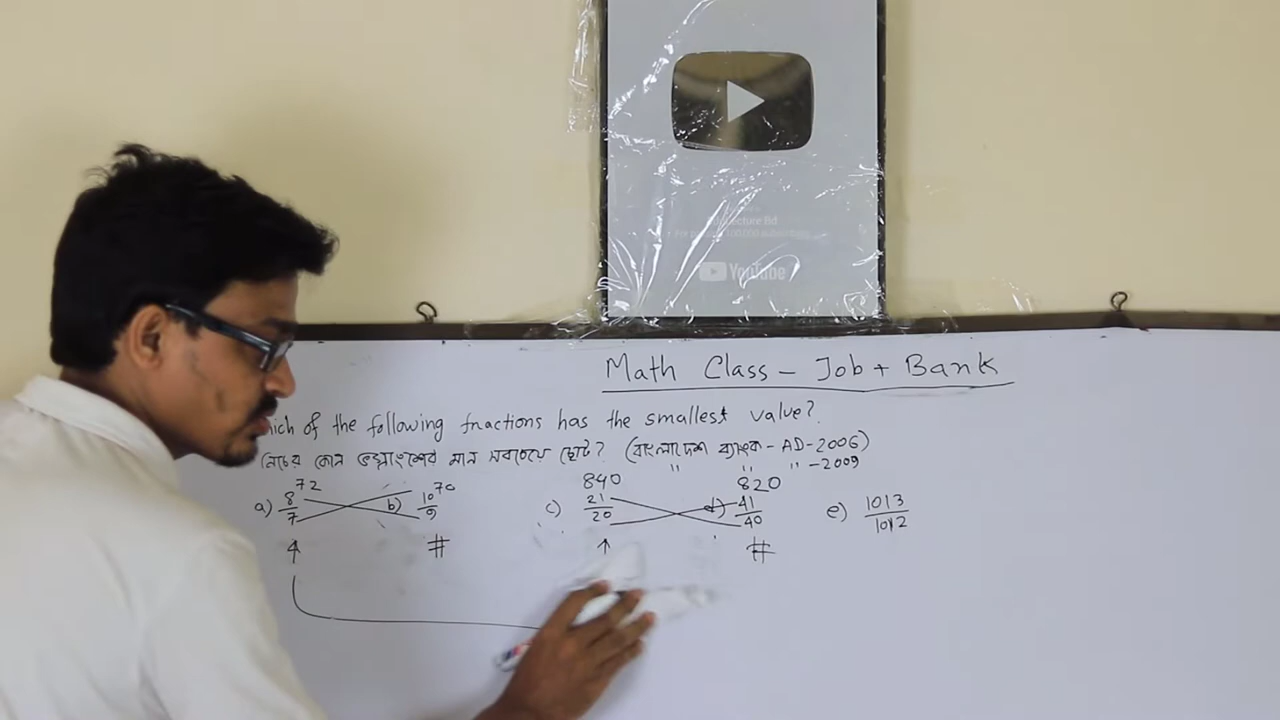 YouTube
Math Class - Job + Bank
of the following fractions has the smallest value?
নিচের কোন ভগ্নাংশের মান সবচেয়ে ছোট? (বাংলাদেশ ব্যাংক - AD-2006)
" " " -2009
72 70 840 820
a) 8/7 b) 10/9 c) 21/20 d) 41/40 e) 1013/1012